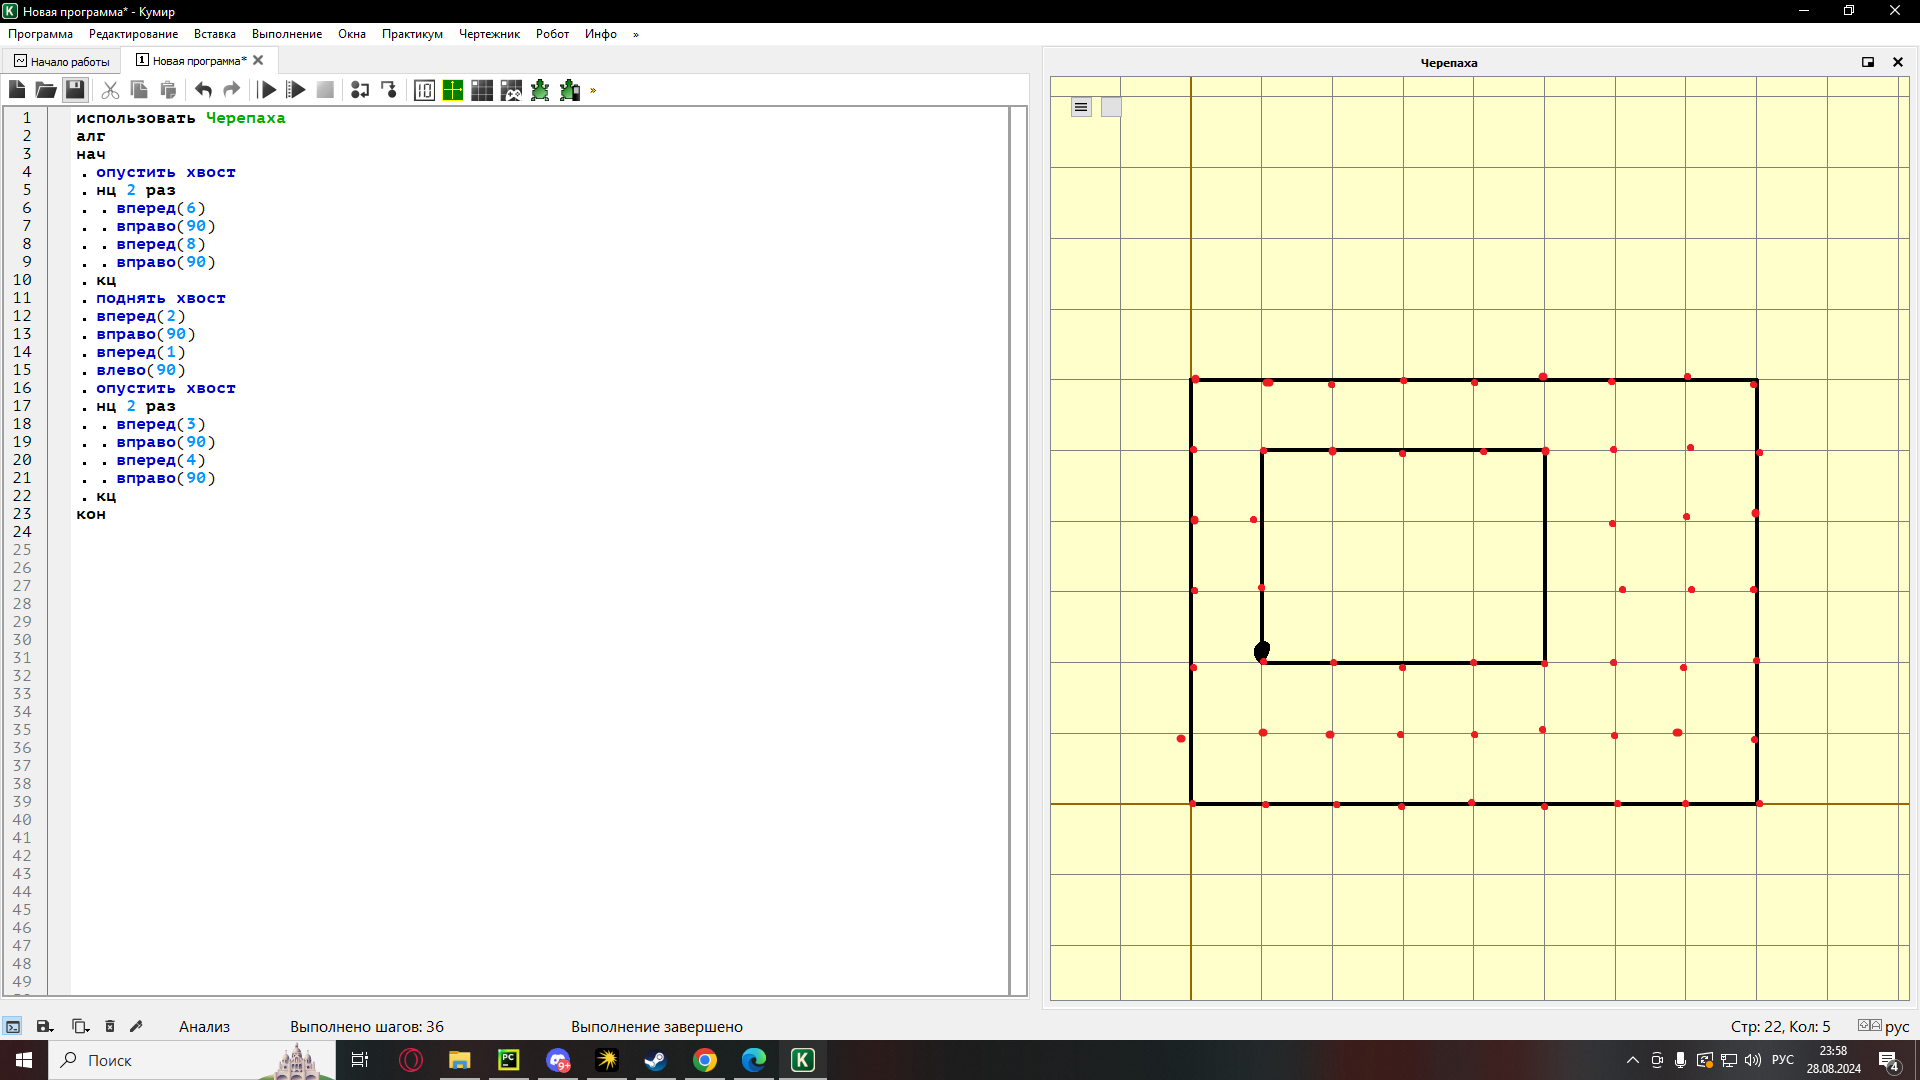 Новая программа* - Кумир
Программа Редактирование Вставка Выполнение Окна Практикум Чертежник Робот Инфо »
Начало работы
1 Новая программа*
Черепаха
»
1 использовать Черепаха
2 алг
3 нач
4 . опустить хвост
5 . нц 2 раз
6 . . вперед(6)
7 . . вправо(90)
8 . . вперед(8)
9 . . вправо(90)
10 . кц
11 . поднять хвост
12 . вперед(2)
13 . вправо(90)
14 . вперед(1)
15 . влево(90)
16 . опустить хвост
17 . нц 2 раз
18 . . вперед(3)
19 . . вправо(90)
20 . . вперед(4)
21 . . вправо(90)
22 . кц
23 кон
24
25
26
27
28
29
30
31
32
33
34
35
36
37
38
39
40
41
42
43
44
45
46
47
48
49
Анализ Выполнено шагов: 36 Выполнение завершено Стр: 22, Кол: 5 рус
Поиск
PC
9+
K
РУС
23:58
28.08.2024
4